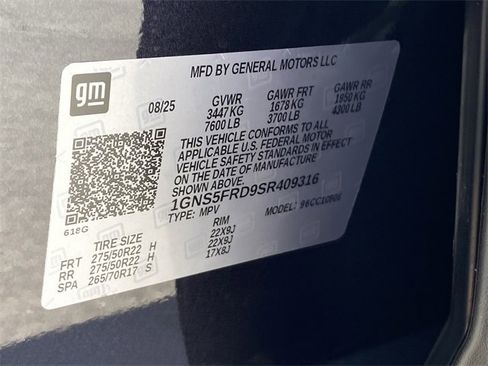 MFD BY GENERAL MOTORS LLC
gm
08/25 GVWR GAWR FRT GAWR RR
3447 KG 1678 KG 1950 KG
7600 LB 3700 LB 4300 LB
THIS VEHICLE CONFORMS TO ALL
APPLICABLE U.S. FEDERAL MOTOR
VEHICLE SAFETY STANDARDS IN EFFECT
ON THE DATE OF MANUFACTURE
SHOWN ABOVE.
1GNS5FRD9SR409316
618G TYPE: MPV MODEL:
TIRE SIZE RIM
FRT 275/50R22 H 22X9J
RR 275/50R22 H 22X9J
SPA 265/70R17 S 17X8J